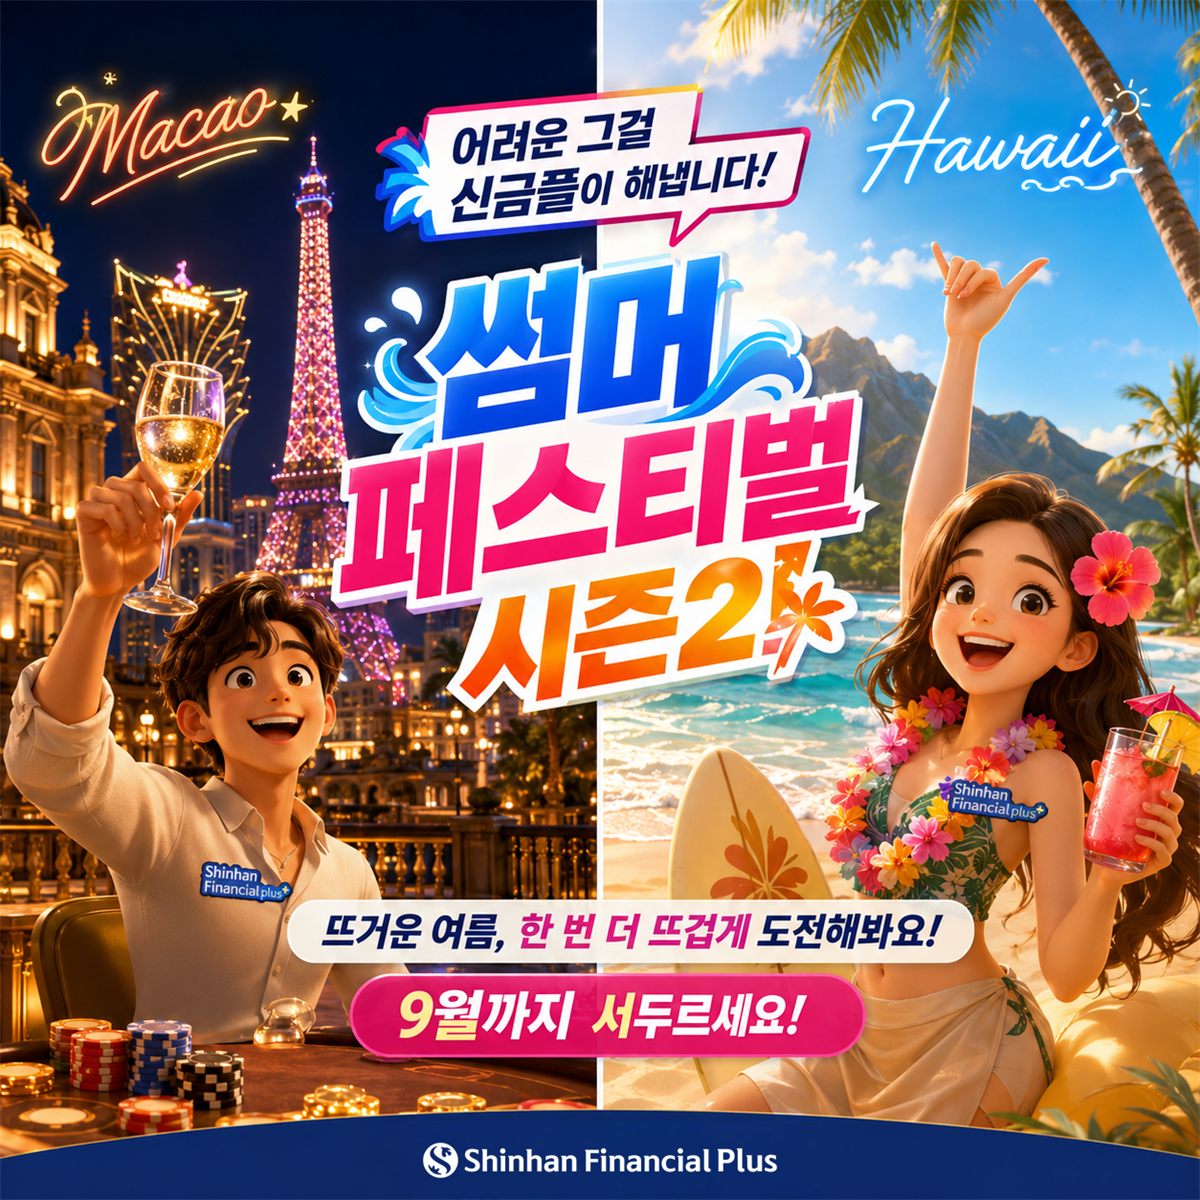 Macao
Hawaii
어려운 그걸
신금플이 해냅니다!
썸머
페스티벌
시즌2!
Shinhan
Financial plus+
Shinhan
Financial plus+
뜨거운 여름, 한 번 더 뜨겁게 도전해봐요!
9월까지 서두르세요!
Shinhan Financial Plus